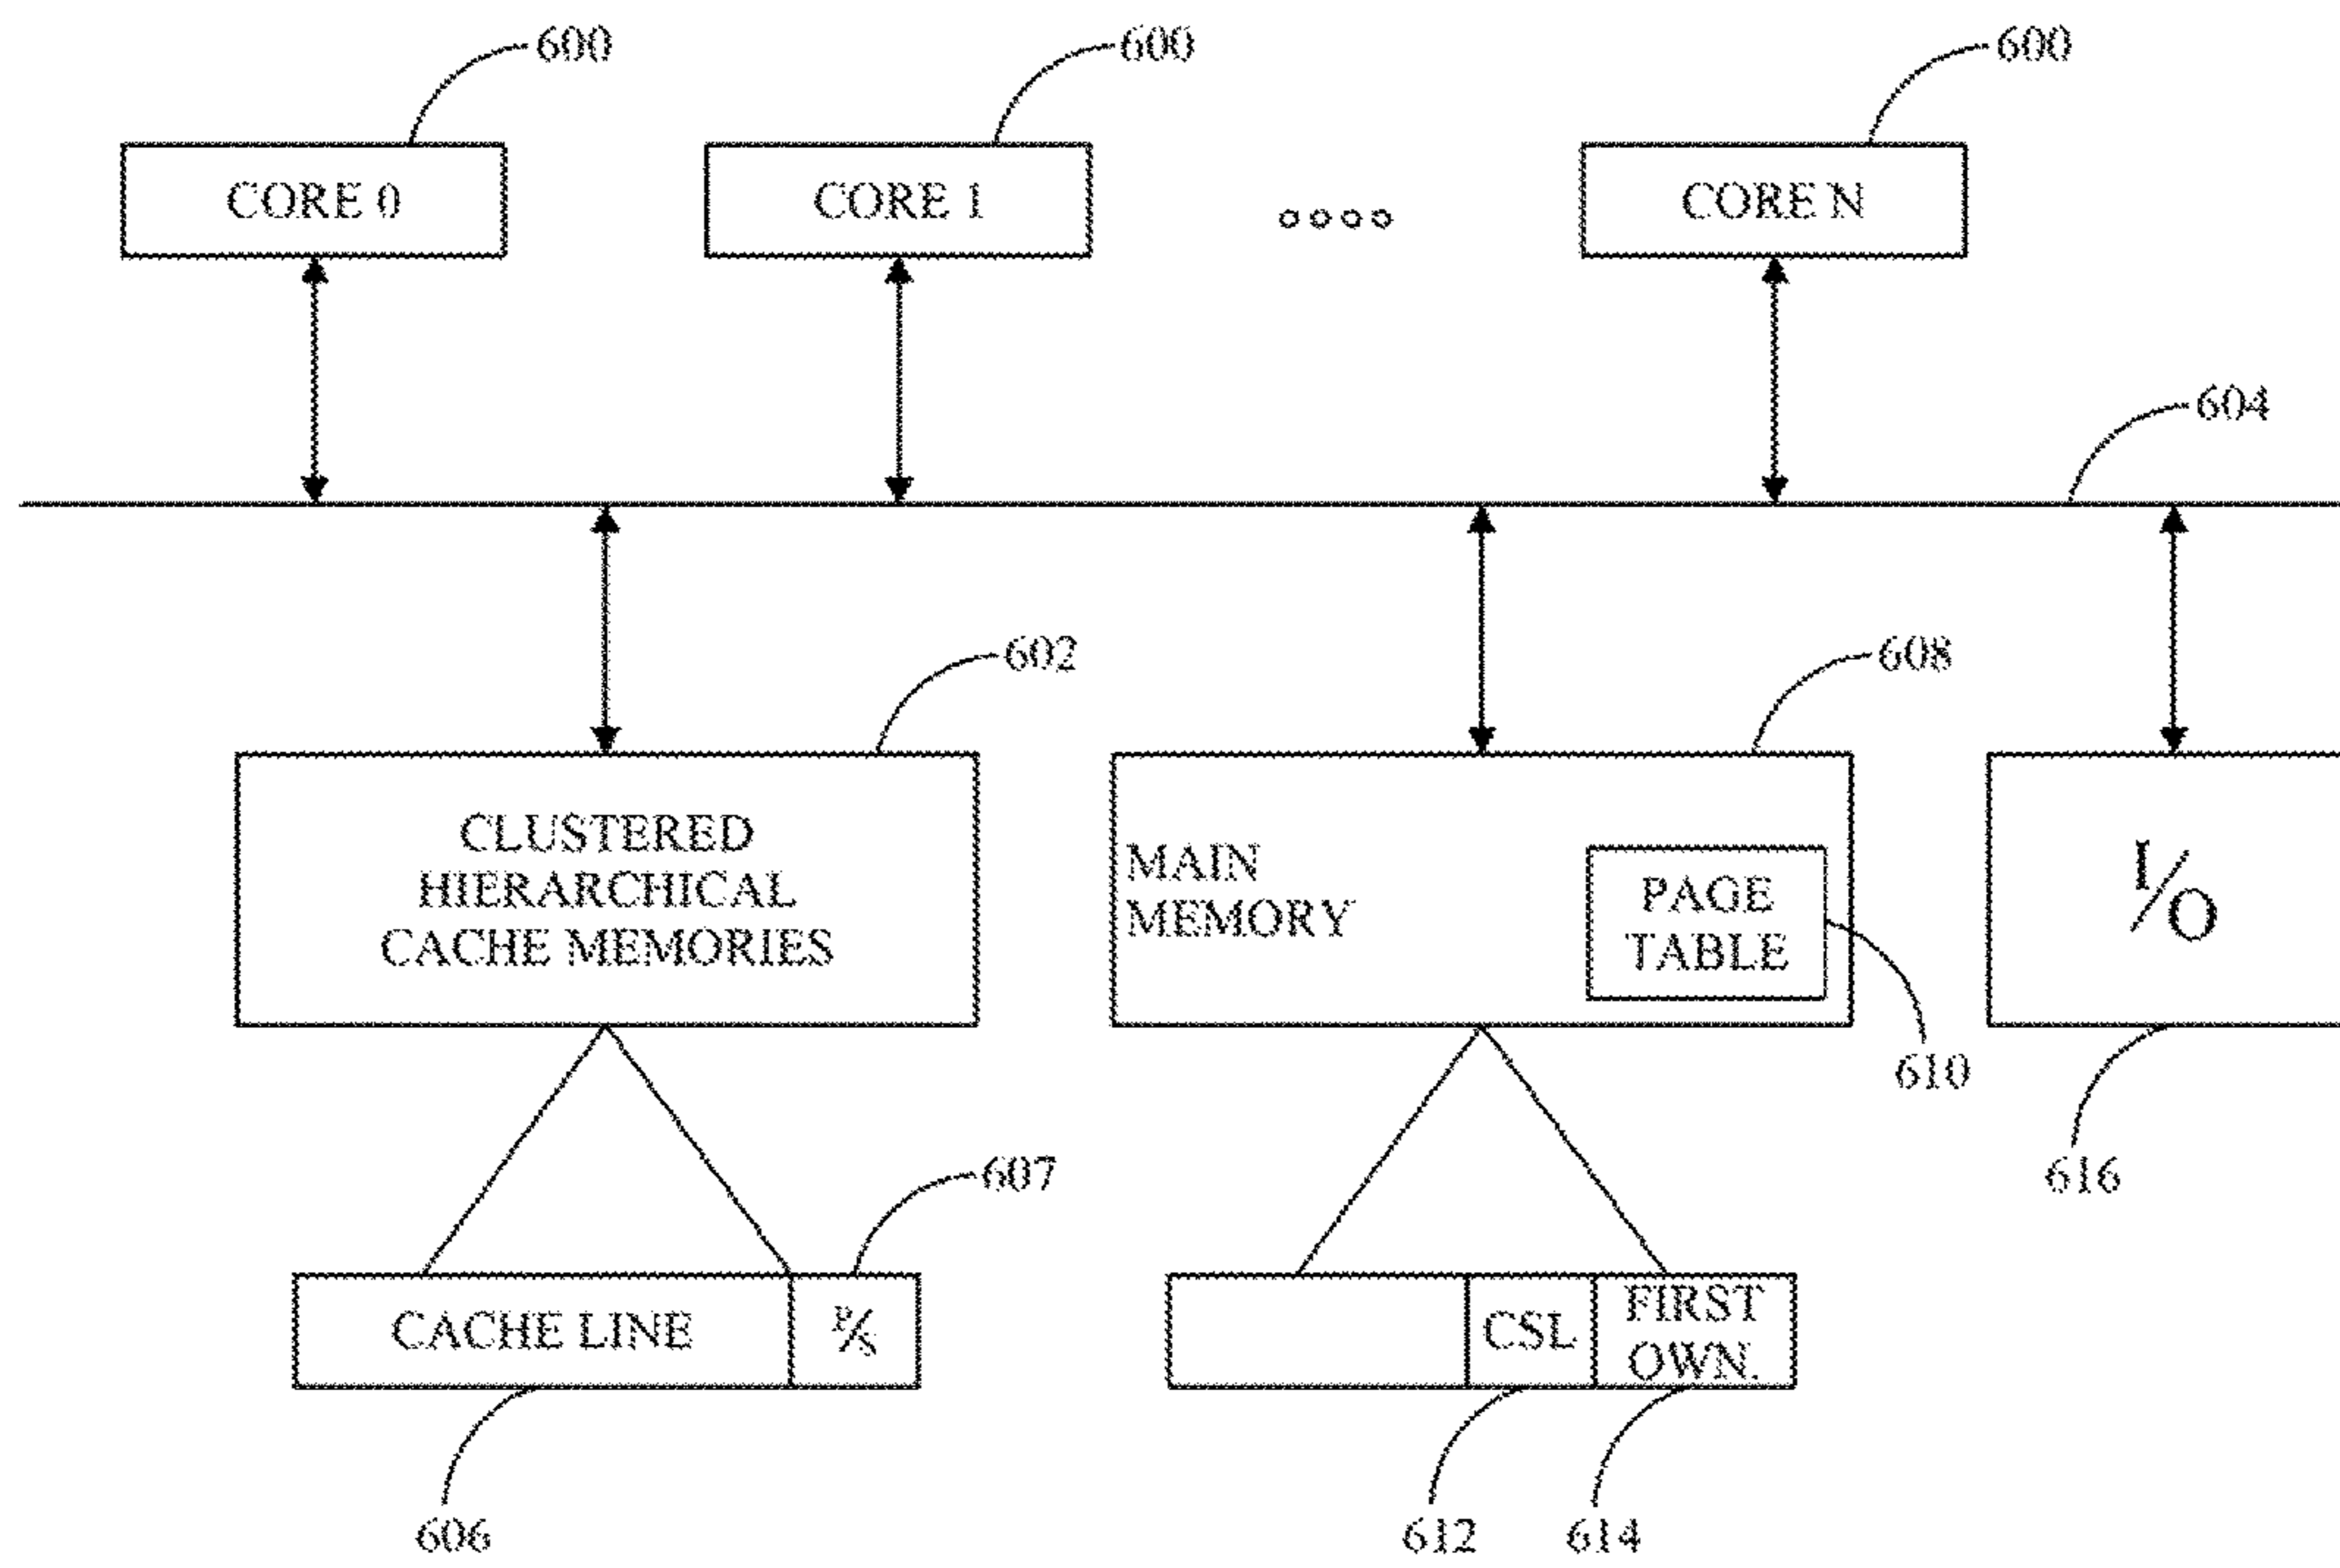 600
600
600
CORE 0
CORE 1
CORE N
604
602
608
CLUSTERED
HIERARCHICAL
CACHE MEMORIES
MAIN
MEMORY
PAGE
TABLE
I/O
610
616
607
CACHE LINE
P/S
CSL
FIRST
OWN.
606
612
614